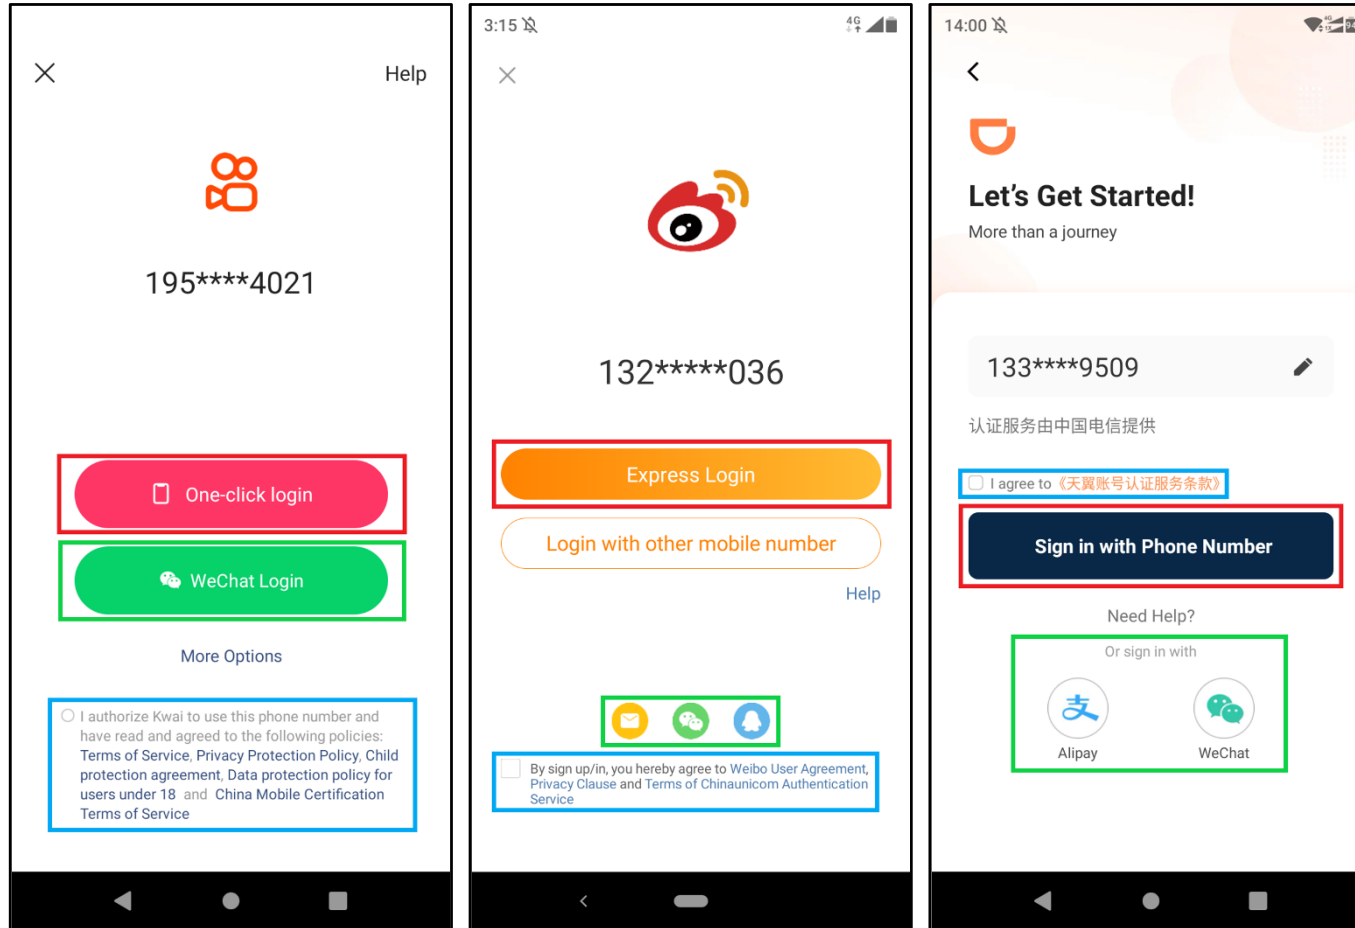 Help
195****4021
One-click login
WeChat Login
More Options
I authorize Kwai to use this phone number and
have read and agreed to the following policies:
Terms of Service, Privacy Protection Policy, Child
protection agreement, Data protection policy for
users under 18 and China Mobile Certification
Terms of Service
3:15
4G
132*****036
Express Login
Login with other mobile number
Help
By sign up/in, you hereby agree to Weibo User Agreement,
Privacy Clause and Terms of Chinaunicom Authentication
Service
14:00
4G
94
Let's Get Started!
More than a journey
133****9509
认证服务由中国电信提供
I agree to 《天翼账号认证服务条款》
Sign in with Phone Number
Need Help?
Or sign in with
支
Alipay
WeChat